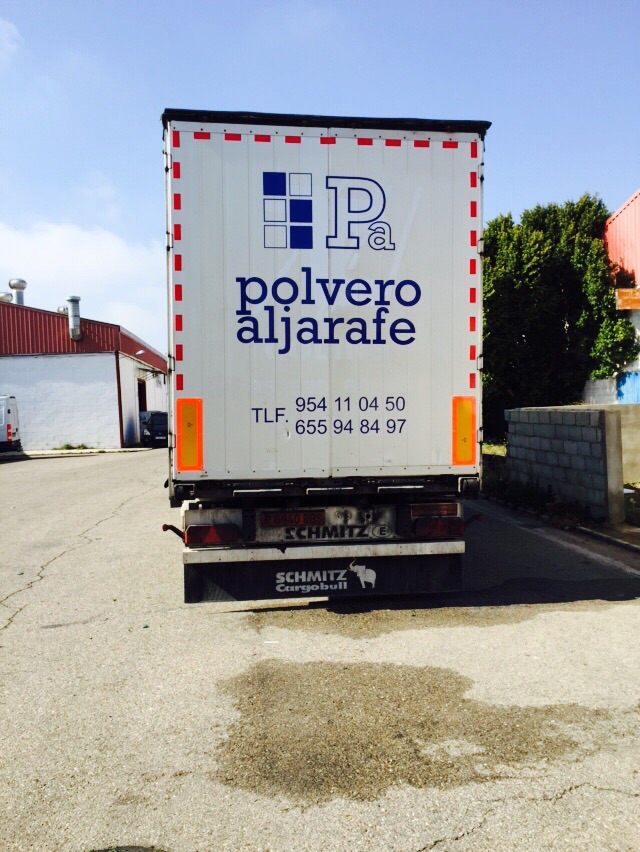 Pa
polvero
aljarafe
TLF. 954 11 04 50
655 94 84 97
SCHMITZ
SCHMITZ
Cargobull